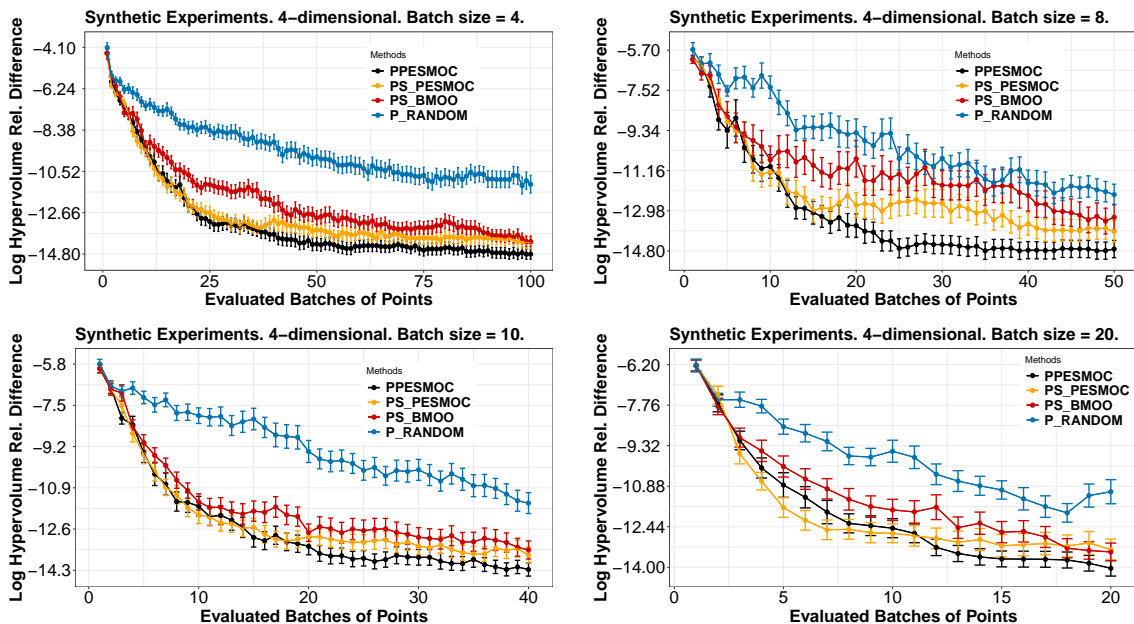 Synthetic Experiments. 4-dimensional. Batch size = 4.
Log Hypervolume Rel. Difference
-4.10
-6.24
-8.38
-10.52
-12.66
-14.80
Methods
PPESMOC
PS_PESMOC
PS_BMOO
P_RANDOM
0 25 50 75 100
Evaluated Batches of Points
Synthetic Experiments. 4-dimensional. Batch size = 8.
Log Hypervolume Rel. Difference
-5.70
-7.52
-9.34
-11.16
-12.98
-14.80
Methods
PPESMOC
PS_PESMOC
PS_BMOO
P_RANDOM
0 10 20 30 40 50
Evaluated Batches of Points
Synthetic Experiments. 4-dimensional. Batch size = 10.
Log Hypervolume Rel. Difference
-5.8
-7.5
-9.2
-10.9
-12.6
-14.3
Methods
PPESMOC
PS_PESMOC
PS_BMOO
P_RANDOM
0 10 20 30 40
Evaluated Batches of Points
Synthetic Experiments. 4-dimensional. Batch size = 20.
Log Hypervolume Rel. Difference
-6.20
-7.76
-9.32
-10.88
-12.44
-14.00
Methods
PPESMOC
PS_PESMOC
PS_BMOO
P_RANDOM
0 5 10 15 20
Evaluated Batches of Points